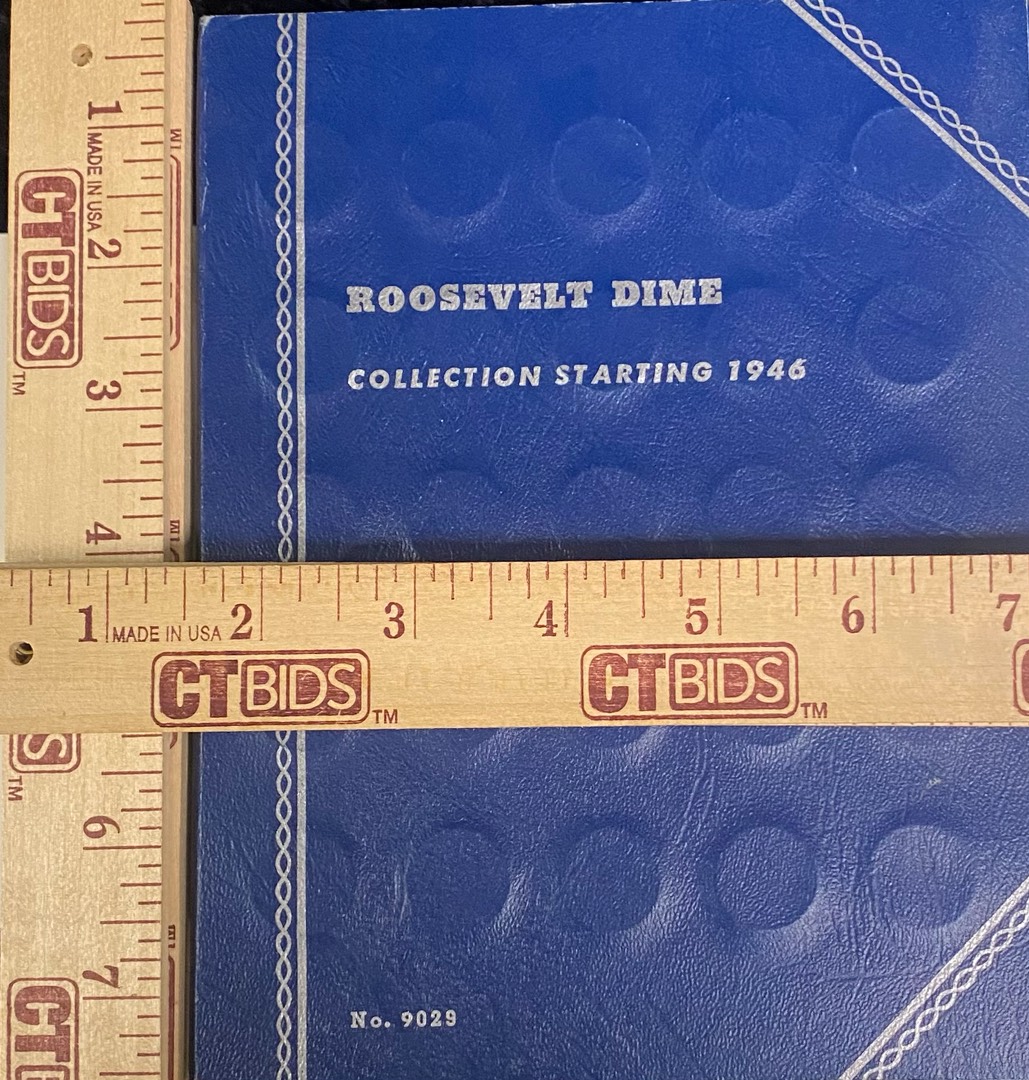 ROOSEVELT DIME
COLLECTION STARTING 1946
No. 9029
1
MADE IN USA
2
3
4
5
6
7
CTBIDS TM
CTBIDS TM
1
MADE IN USA
2
CTBIDS
TM
3
4
S
TM
6
7